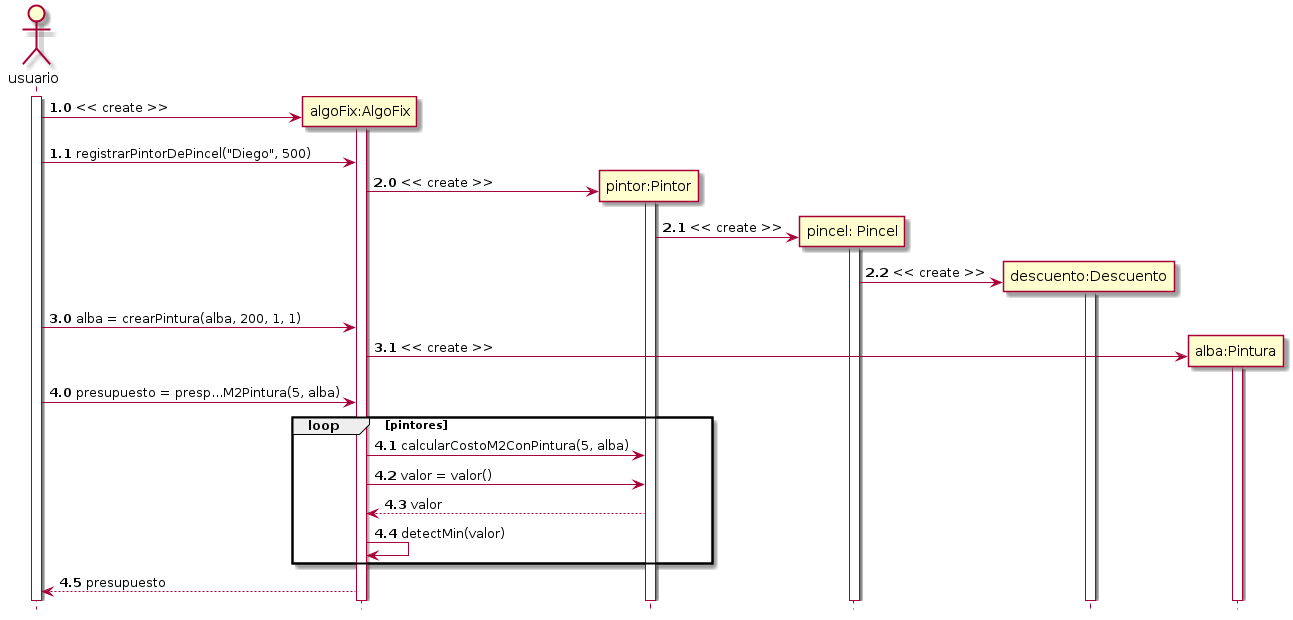 usuario
1.0 << create >>
algoFix:AlgoFix
1.1 registrarPintorDePincel("Diego", 500)
2.0 << create >>
pintor:Pintor
2.1 << create >>
pincel: Pincel
2.2 << create >>
descuento:Descuento
3.0 alba = crearPintura(alba, 200, 1, 1)
3.1 << create >>
alba:Pintura
4.0 presupuesto = presp...M2Pintura(5, alba)
loop [pintores]
4.1 calcularCostoM2ConPintura(5, alba)
4.2 valor = valor()
4.3 valor
4.4 detectMin(valor)
4.5 presupuesto